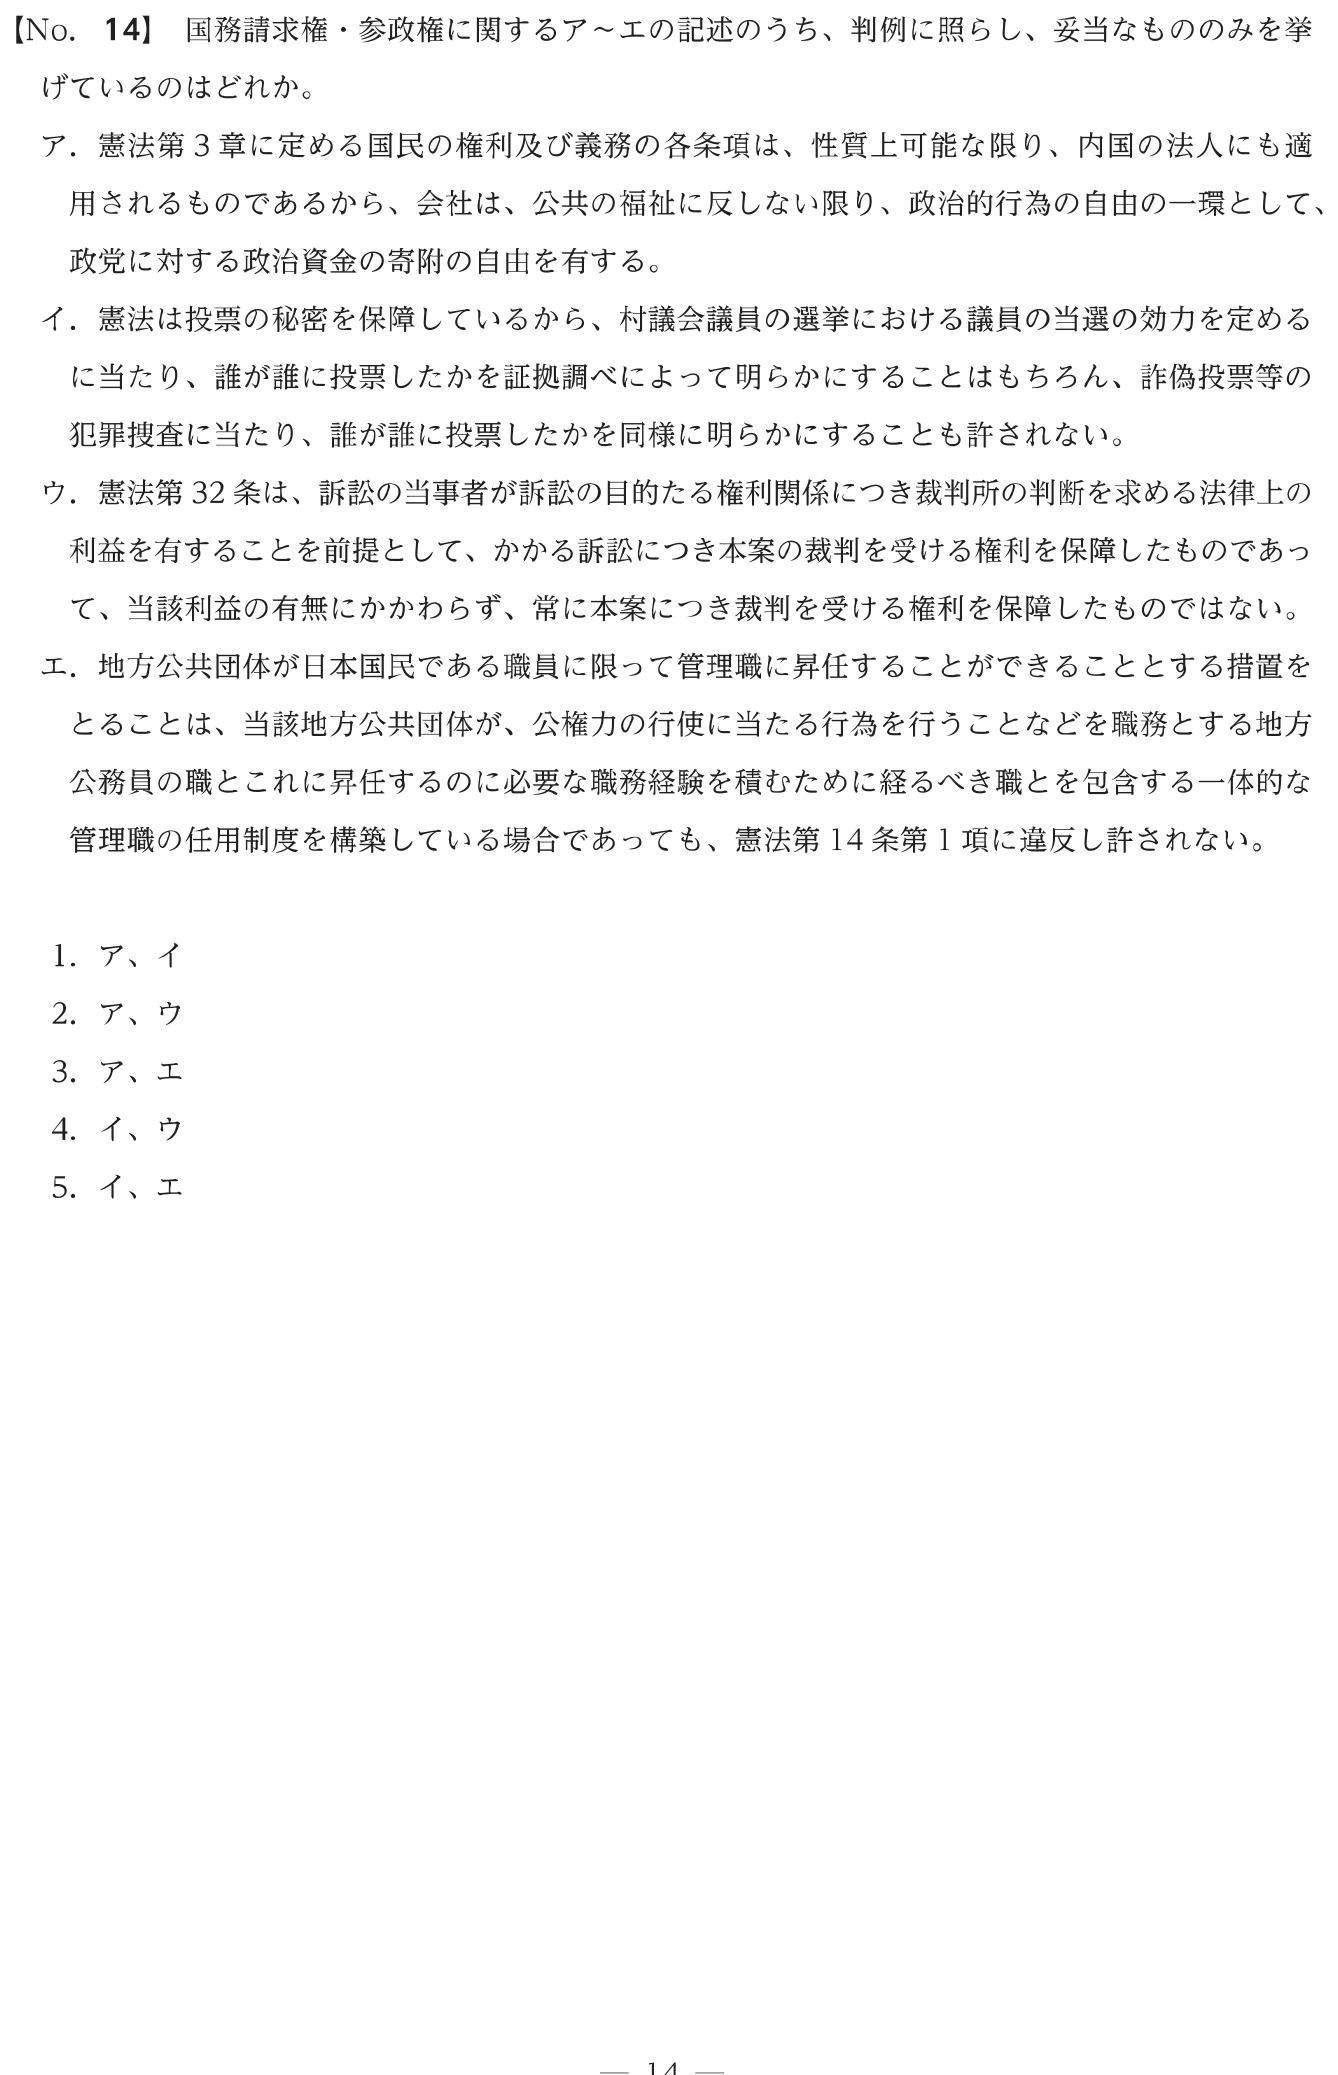 【No. 14】 国務請求権・参政権に関するア～エの記述のうち、判例に照らし、妥当なもののみを挙
げているのはどれか。
ア．憲法第 3 章に定める国民の権利及び義務の各条項は、性質上可能な限り、内国の法人にも適
用されるものであるから、会社は、公共の福祉に反しない限り、政治的行為の自由の一環として、
政党に対する政治資金の寄附の自由を有する。
イ．憲法は投票の秘密を保障しているから、村議会議員の選挙における議員の当選の効力を定める
に当たり、誰が誰に投票したかを証拠調べによって明らかにすることはもちろん、詐偽投票等の
犯罪捜査に当たり、誰が誰に投票したかを同様に明らかにすることも許されない。
ウ．憲法第 32 条は、訴訟の当事者が訴訟の目的たる権利関係につき裁判所の判断を求める法律上の
利益を有することを前提として、かかる訴訟につき本案の裁判を受ける権利を保障したものであっ
て、当該利益の有無にかかわらず、常に本案につき裁判を受ける権利を保障したものではない。
エ．地方公共団体が日本国民である職員に限って管理職に昇任することができることとする措置を
とることは、当該地方公共団体が、公権力の行使に当たる行為を行うことなどを職務とする地方
公務員の職とこれに昇任するのに必要な職務経験を積むために経るべき職とを包含する一体的な
管理職の任用制度を構築している場合であっても、憲法第 14 条第 1 項に違反し許されない。
1．ア、イ
2．ア、ウ
3．ア、エ
4．イ、ウ
5．イ、エ
— 14 —